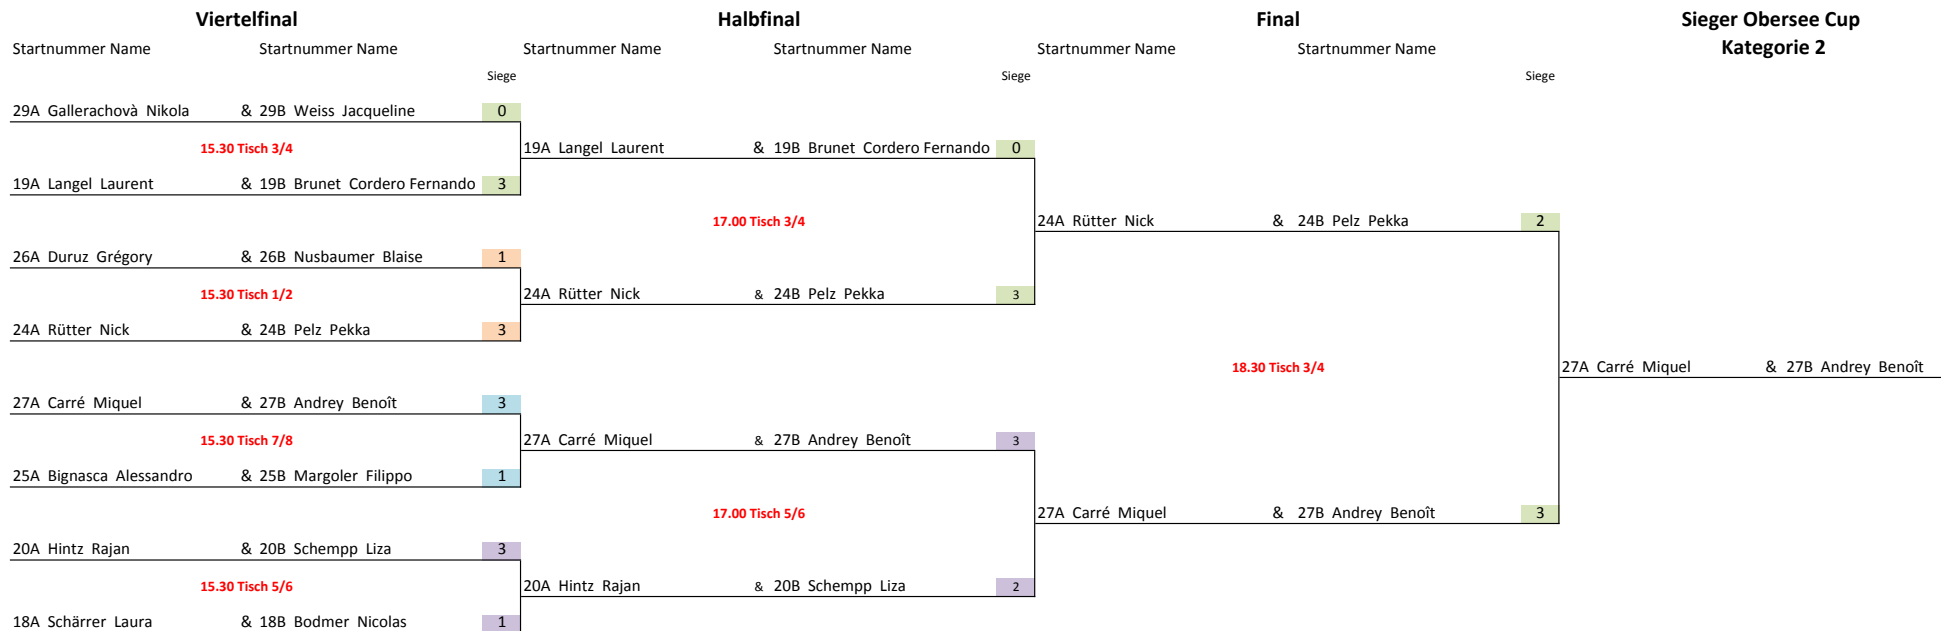 Viertelfinal Halbfinal Final Sieger Obersee Cup
Startnummer Name Startnummer Name Startnummer Name Startnummer Name Startnummer Name Startnummer Name Kategorie 2
Siege Siege Siege
29A Gallerachovà Nikola & 29B Weiss Jacqueline 0
15.30 Tisch 3/4 19A Langel Laurent & 19B Brunet Cordero Fernando 0
19A Langel Laurent & 19B Brunet Cordero Fernando 3
17.00 Tisch 3/4 24A Rütter Nick & 24B Pelz Pekka 2
26A Duruz Grégory & 26B Nusbaumer Blaise 1
15.30 Tisch 1/2 24A Rütter Nick & 24B Pelz Pekka 3
24A Rütter Nick & 24B Pelz Pekka 3
18.30 Tisch 3/4 27A Carré Miquel & 27B Andrey Benoît
27A Carré Miquel & 27B Andrey Benoît 3
15.30 Tisch 7/8 27A Carré Miquel & 27B Andrey Benoît 3
25A Bignasca Alessandro & 25B Margoler Filippo 1
17.00 Tisch 5/6 27A Carré Miquel & 27B Andrey Benoît 3
20A Hintz Rajan & 20B Schempp Liza 3
15.30 Tisch 5/6 20A Hintz Rajan & 20B Schempp Liza 2
18A Schärrer Laura & 18B Bodmer Nicolas 1